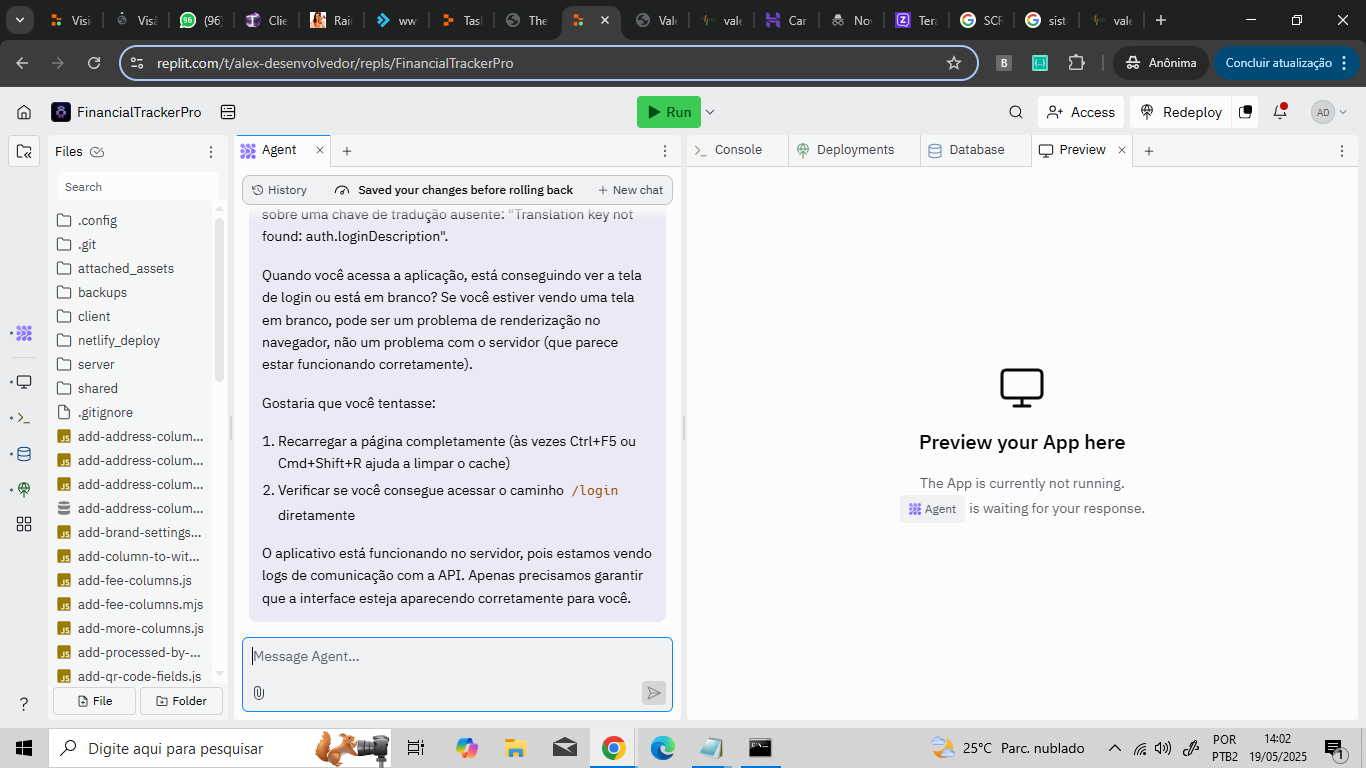 Visi
Visã
(96
Clie
Rain
ww
Tasl
The
Vale
vale
Car
No
Tera
SCR
sist
vale
replit.com/t/alex-desenvolvedor/repls/FinancialTrackerPro
B
Anônima
Concluir atualização
FinancialTrackerPro
Run
Access
Redeploy
AD
Files
Agent
Console
Deployments
Database
Preview
Search
History
Saved your changes before rolling back
New chat
.config
.git
attached_assets
backups
client
netlify_deploy
server
shared
.gitignore
add-address-colum...
add-address-colum...
add-address-colum...
add-address-colum...
add-brand-settings...
add-column-to-wit...
add-fee-columns.js
add-fee-columns.mjs
add-more-columns.js
add-processed-by-...
add-qr-code-fields.js
File
Folder
sobre uma chave de tradução ausente: "Translation key not
found: auth.loginDescription".
Quando você acessa a aplicação, está conseguindo ver a tela
de login ou está em branco? Se você estiver vendo uma tela
em branco, pode ser um problema de renderização no
navegador, não um problema com o servidor (que parece
estar funcionando corretamente).
Gostaria que você tentasse:
1. Recarregar a página completamente (às vezes Ctrl+F5 ou
Cmd+Shift+R ajuda a limpar o cache)
2. Verificar se você consegue acessar o caminho /login
diretamente
O aplicativo está funcionando no servidor, pois estamos vendo
logs de comunicação com a API. Apenas precisamos garantir
que a interface esteja aparecendo corretamente para você.
Message Agent...
Preview your App here
The App is currently not running.
Agent is waiting for your response.
Digite aqui para pesquisar
25°C Parc. nublado
POR
PTB2
14:02
19/05/2025
1